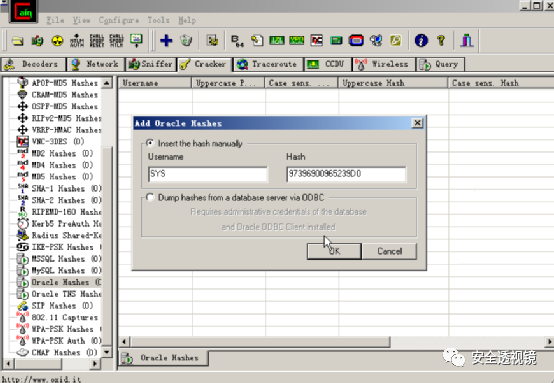 Cain
File View Configure Tools Help
Decoders Network Sniffer Cracker Traceroute CCDU Wireless Query
APOP-MD5 Hashes
CRAM-MD5 Hashes
OSPF-MD5 Hashes
RIPv2-MD5 Hashes
VRRP-HMAC Hashes
VNC-3DES (0)
MD2 Hashes (0)
MD4 Hashes (0)
MD5 Hashes (0)
SHA-1 Hashes (0)
SHA-2 Hashes (0)
RIPEMD-160 Hashes
Kerb5 PreAuth Ha
Radius Shared-Ke
IKE-PSK Hashes
MSSQL Hashes (0)
MySQL Hashes (0)
Oracle Hashes (0
Oracle TNS Hashe
SIP Hashes (0)
802.11 Captures
WPA-PSK Hashes
WPA-PSK Auth (0)
CHAP Hashes (0)
Username Uppercase P... Case sens. ... Uppercase Hash Case sens. Hash
Add Oracle Hashes
Insert the hash manually
Username Hash
SYS 97396900965239D0
Dump hashes from a database server via ODBC
Requires administrative credentials of the database
and Oracle ODBC Client installed
OK Cancel
Oracle Hashes
http://www.oxid.it
安全透视镜